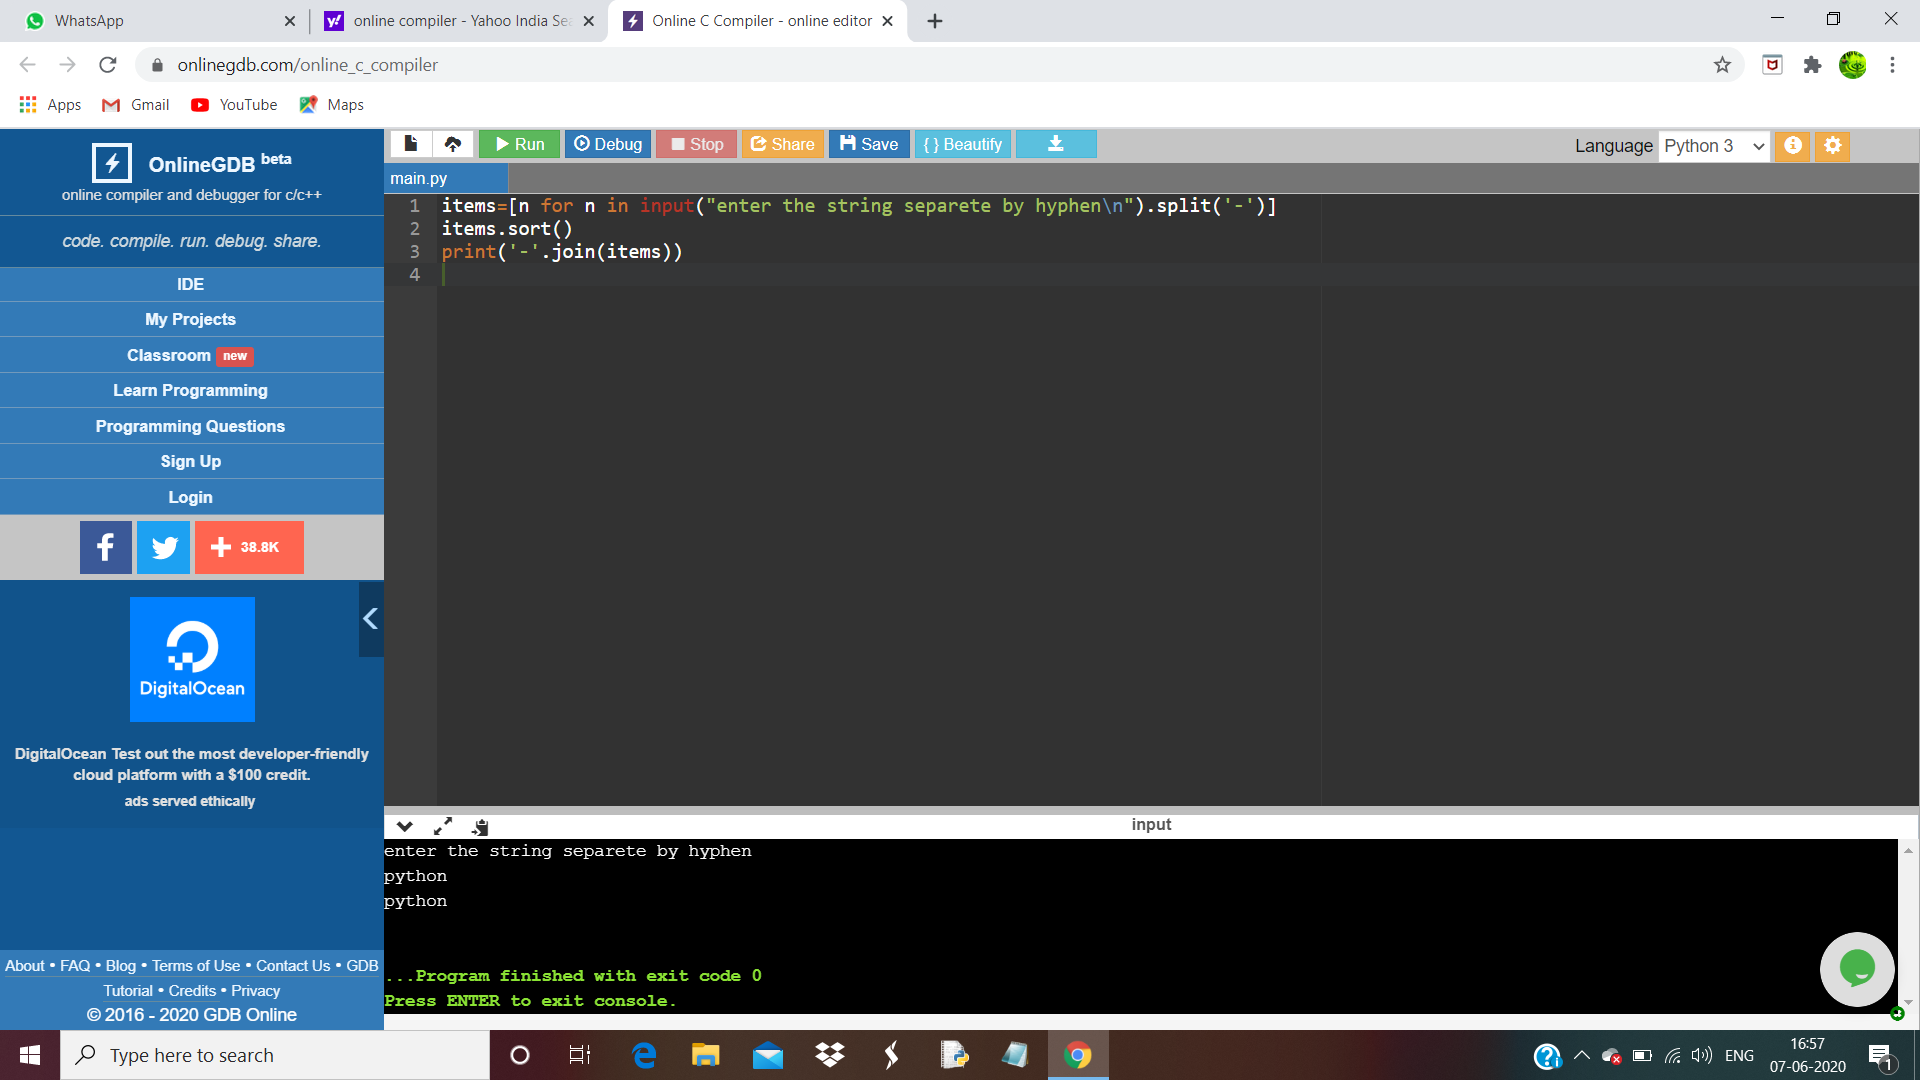 WhatsApp
online compiler - Yahoo India Sea
Online C Compiler - online editor
onlinegdb.com/online_c_compiler
Apps
Gmail
YouTube
Maps
OnlineGDB beta
online compiler and debugger for c/c++
code. compile. run. debug. share.
IDE
My Projects
Classroom new
Learn Programming
Programming Questions
Sign Up
Login
38.8K
DigitalOcean
DigitalOcean Test out the most developer-friendly
cloud platform with a $100 credit.
ads served ethically
About • FAQ • Blog • Terms of Use • Contact Us • GDB
Tutorial • Credits • Privacy
© 2016 - 2020 GDB Online
Run
Debug
Stop
Share
Save
{ } Beautify
Language Python 3
main.py
1 items=[n for n in input("enter the string separete by hyphen\n").split('-')]
2 items.sort()
3 print('-'.join(items))
4
input
enter the string separete by hyphen
python
python
...Program finished with exit code 0
Press ENTER to exit console.
Type here to search
ENG
16:57
07-06-2020
1